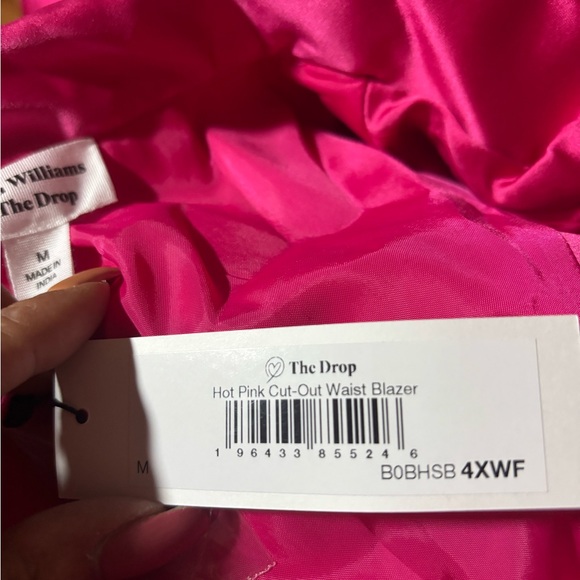 Williams
The Drop
M
MADE IN
INDIA
The Drop
Hot Pink Cut-Out Waist Blazer
1 96433 85524 6
M
B0BHSB 4XWF